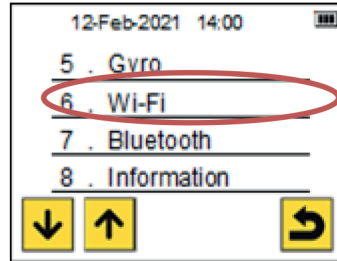 12-Feb-2021 14:00
5 . Gyro
6 . Wi-Fi
7 . Bluetooth
8 . Information